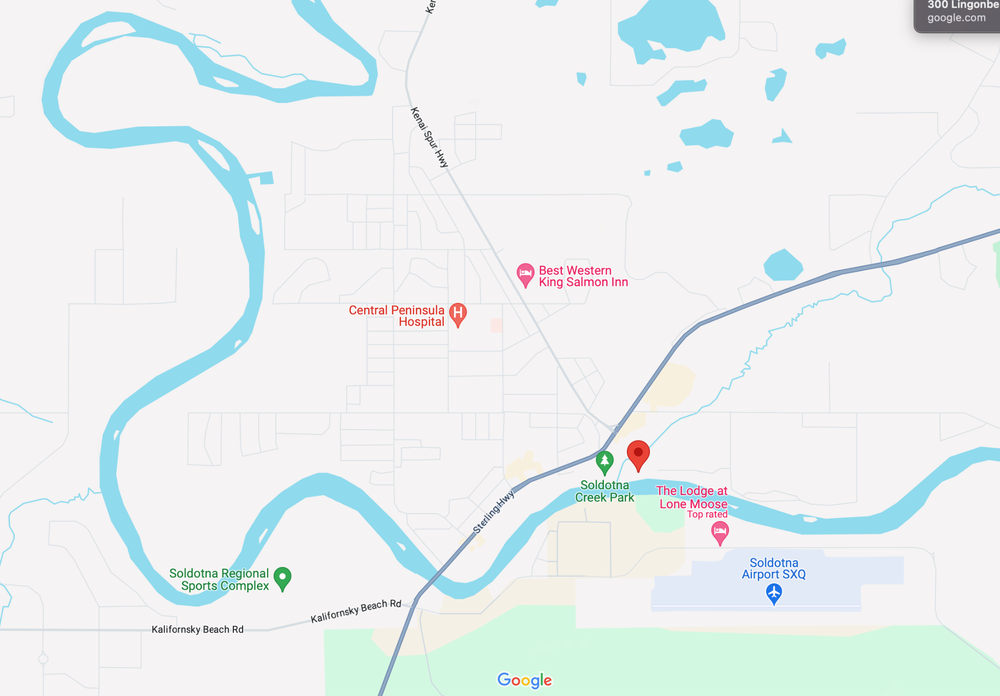 300 Lingonbe
google.com
Ker
Kenai Spur Hwy
Best Western
King Salmon Inn
Central Peninsula
Hospital
Soldotna
Creek Park
The Lodge at
Lone Moose
Top rated
Sterling Hwy
Soldotna
Airport SXQ
Soldotna Regional
Sports Complex
Kalifornsky Beach Rd
Kalifornsky Beach Rd
Google